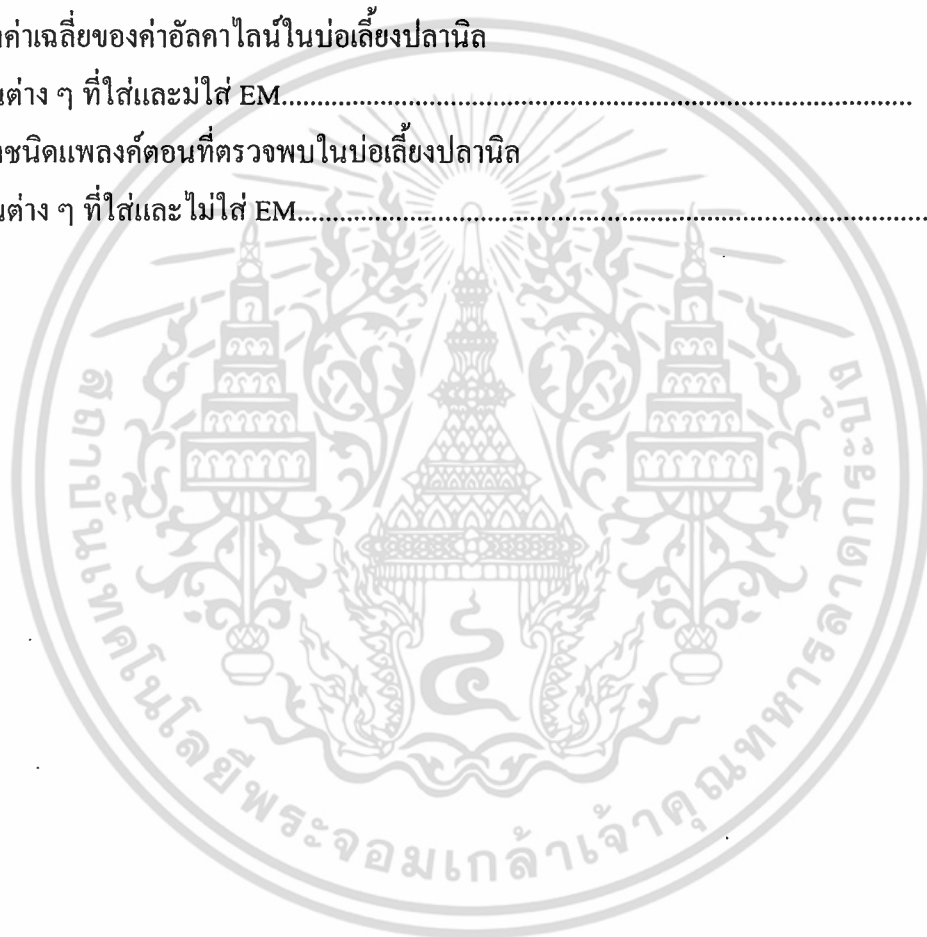 ค่าเฉลี่ยของค่าอัลคาไลน์ในบ่อเลี้ยงปลานิล
ต่าง ๆ ที่ใส่และม่ใส่ EM....................................................................................................
ชนิดแพลงค์ตอนที่ตรวจพบในบ่อเลี้ยงปลานิล
ต่าง ๆ ที่ใส่และไม่ใส่ EM....................................................................................................
สถาบันเทคโนโลยีพระจอมเกล้าเจ้าคุณทหารลาดกระบัง
๔